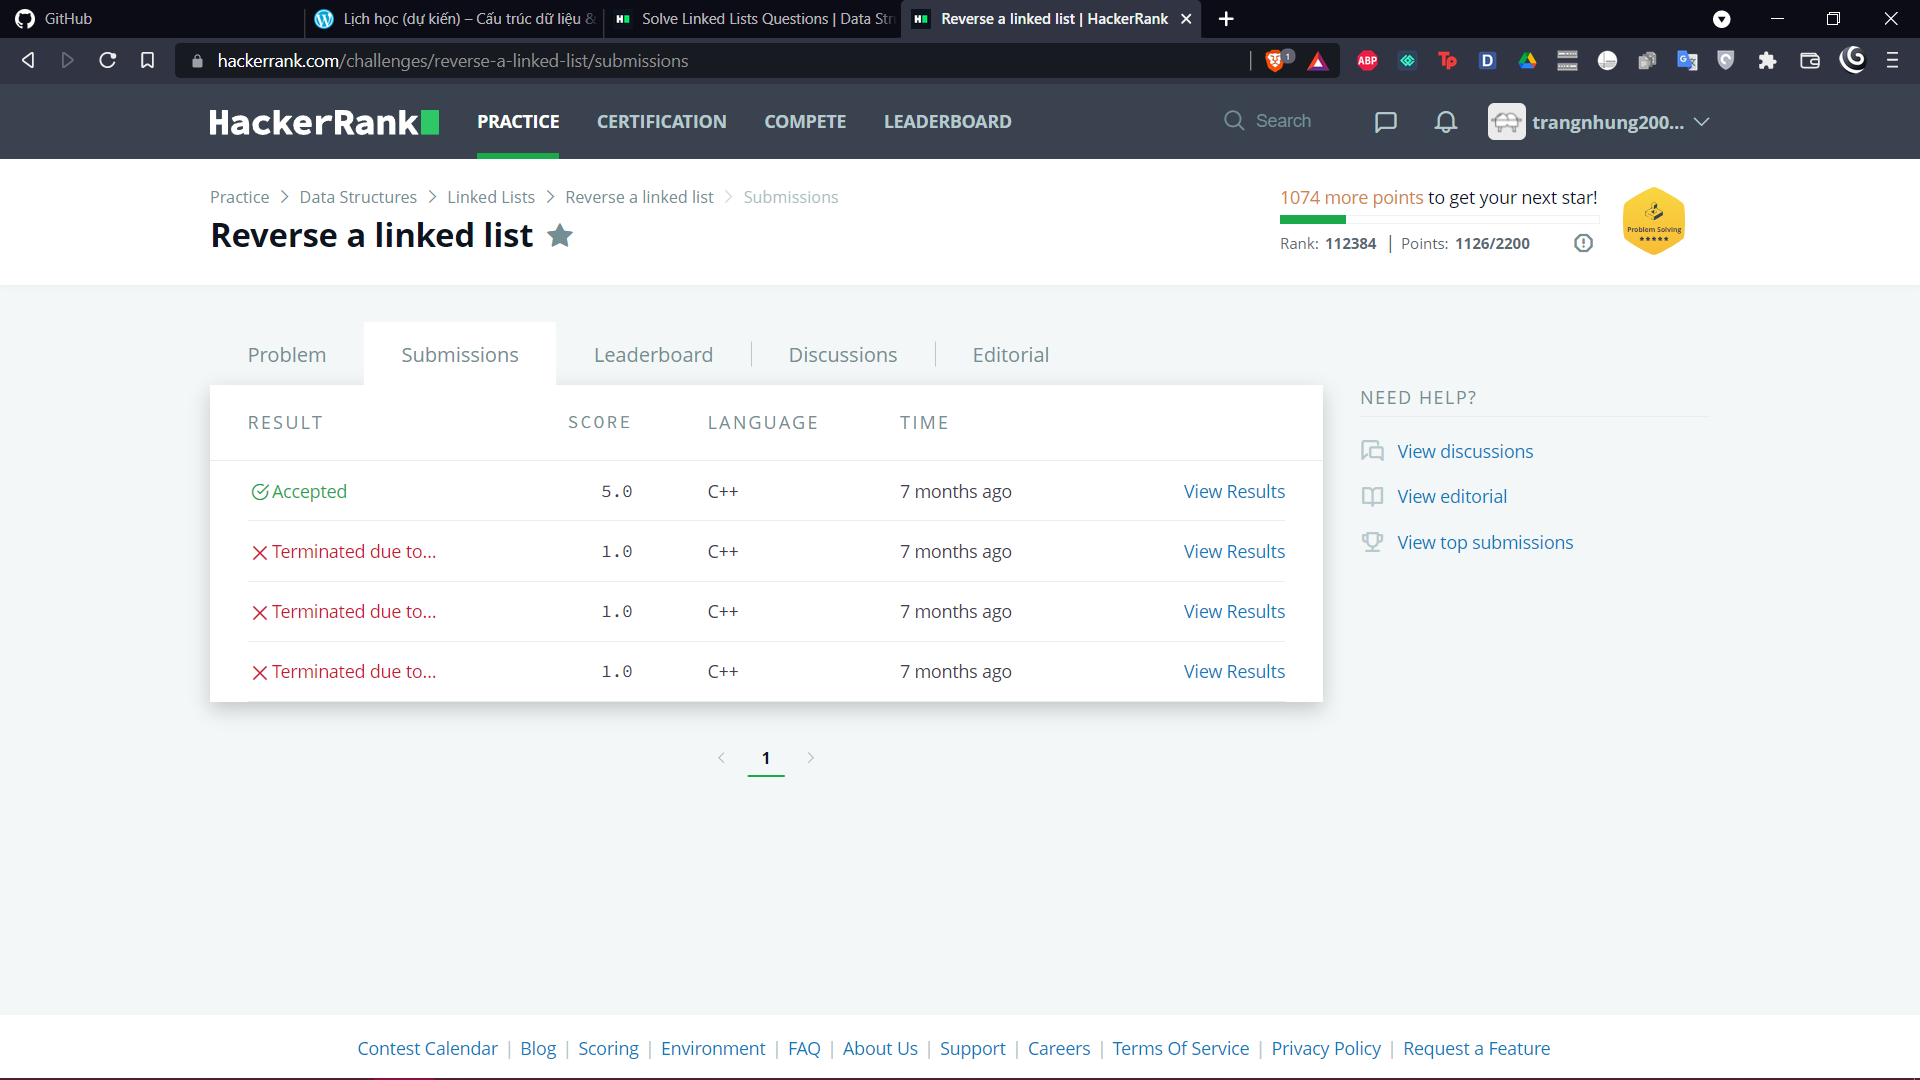 GitHub
Lịch học (dự kiến) – Cấu trúc dữ liệu &
Solve Linked Lists Questions | Data Str
Reverse a linked list | HackerRank
hackerrank.com/challenges/reverse-a-linked-list/submissions
1
ABP
Tp
D
HackerRank
PRACTICE
CERTIFICATION
COMPETE
LEADERBOARD
Search
trangnhung200...
Practice > Data Structures > Linked Lists > Reverse a linked list > Submissions
Reverse a linked list
1074 more points to get your next star!
Rank: 112384 | Points: 1126/2200
Problem Solving
Problem
Submissions
Leaderboard
Discussions
Editorial
RESULT SCORE LANGUAGE TIME
Accepted 5.0 C++ 7 months ago View Results
Terminated due to... 1.0 C++ 7 months ago View Results
Terminated due to... 1.0 C++ 7 months ago View Results
Terminated due to... 1.0 C++ 7 months ago View Results
1
NEED HELP?
View discussions
View editorial
View top submissions
Contest Calendar | Blog | Scoring | Environment | FAQ | About Us | Support | Careers | Terms Of Service | Privacy Policy | Request a Feature